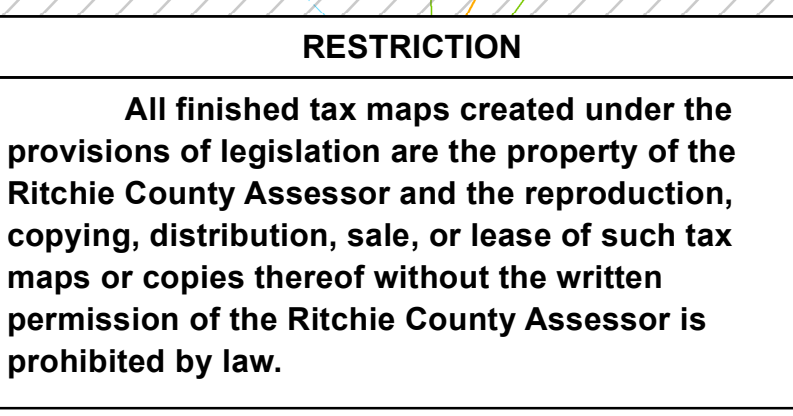 RESTRICTION
All finished tax maps created under the
provisions of legislation are the property of the
Ritchie County Assessor and the reproduction,
copying, distribution, sale, or lease of such tax
maps or copies thereof without the written
permission of the Ritchie County Assessor is
prohibited by law.